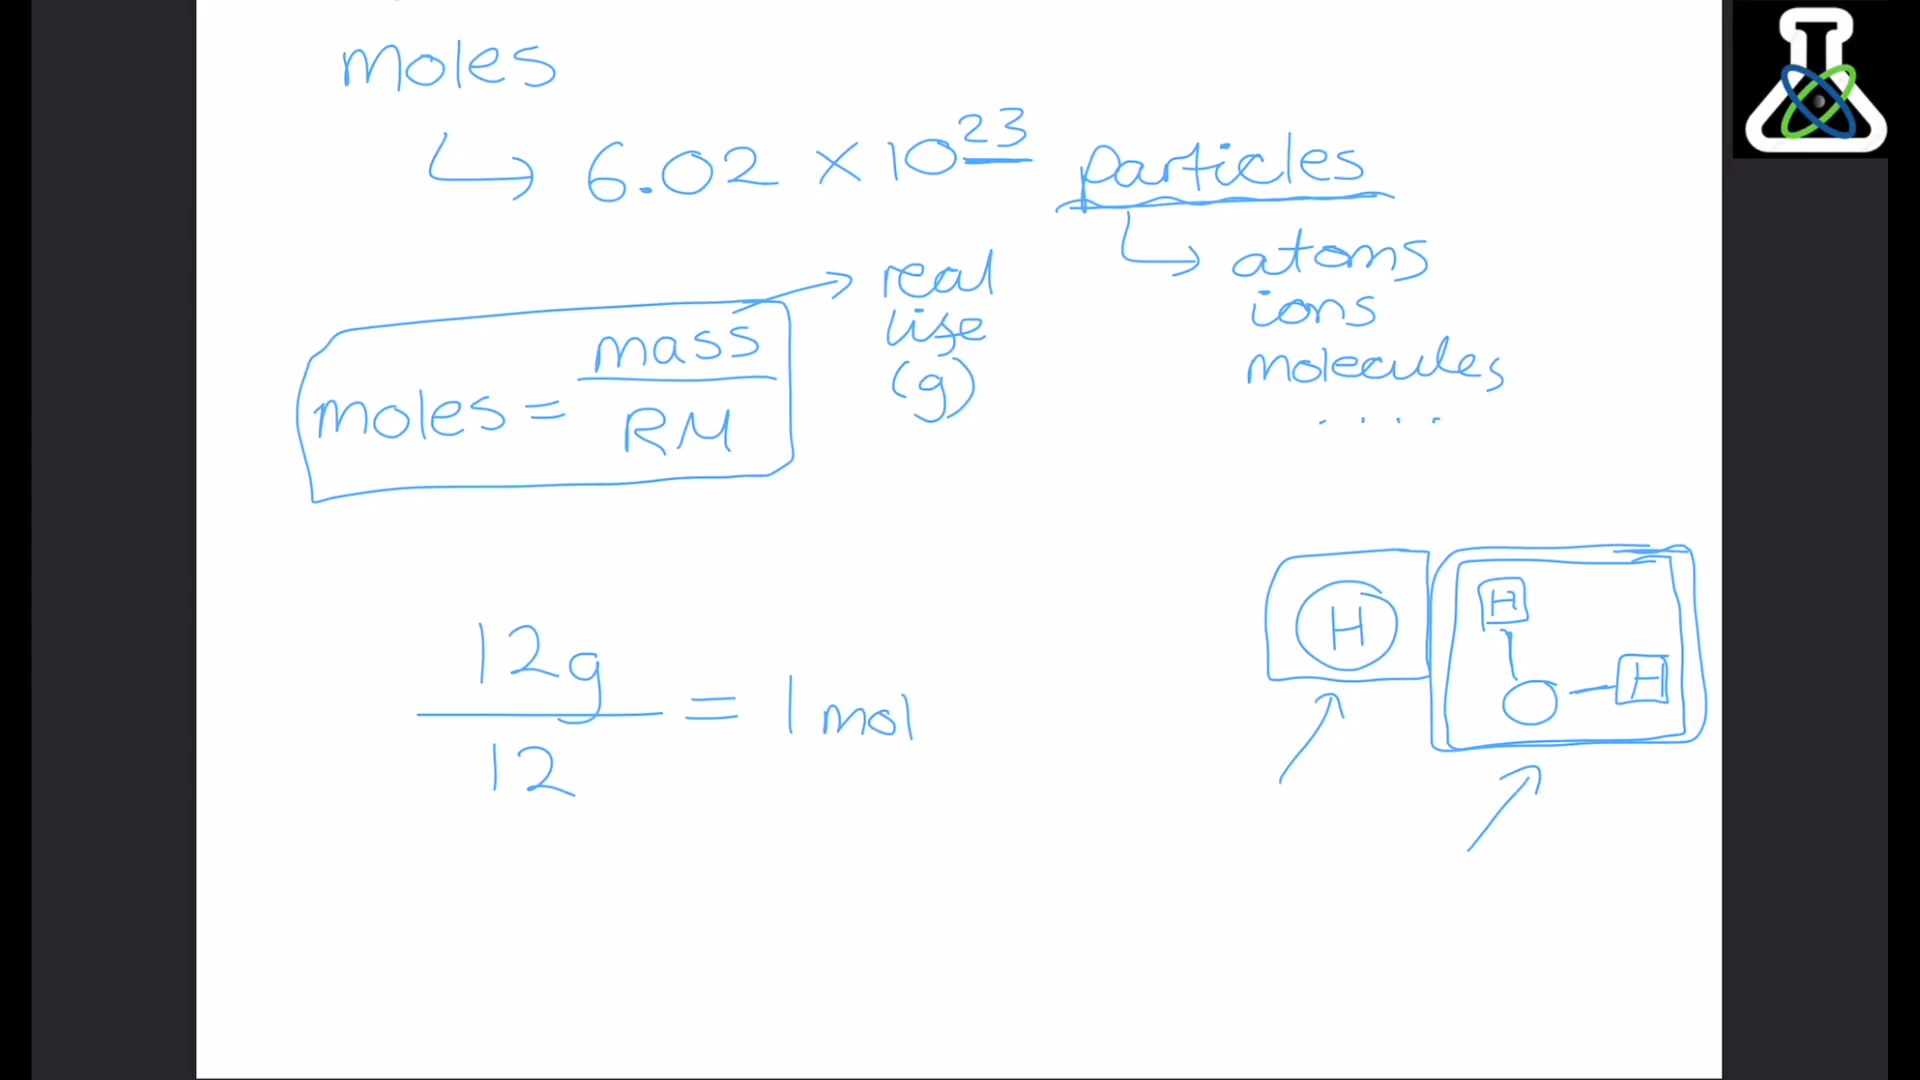 moles
6.02 × 10²³ particles
atoms
ions
molecules
.....
moles = mass / RM
real
life
(g)
12g / 12 = 1 mol
H
H
H